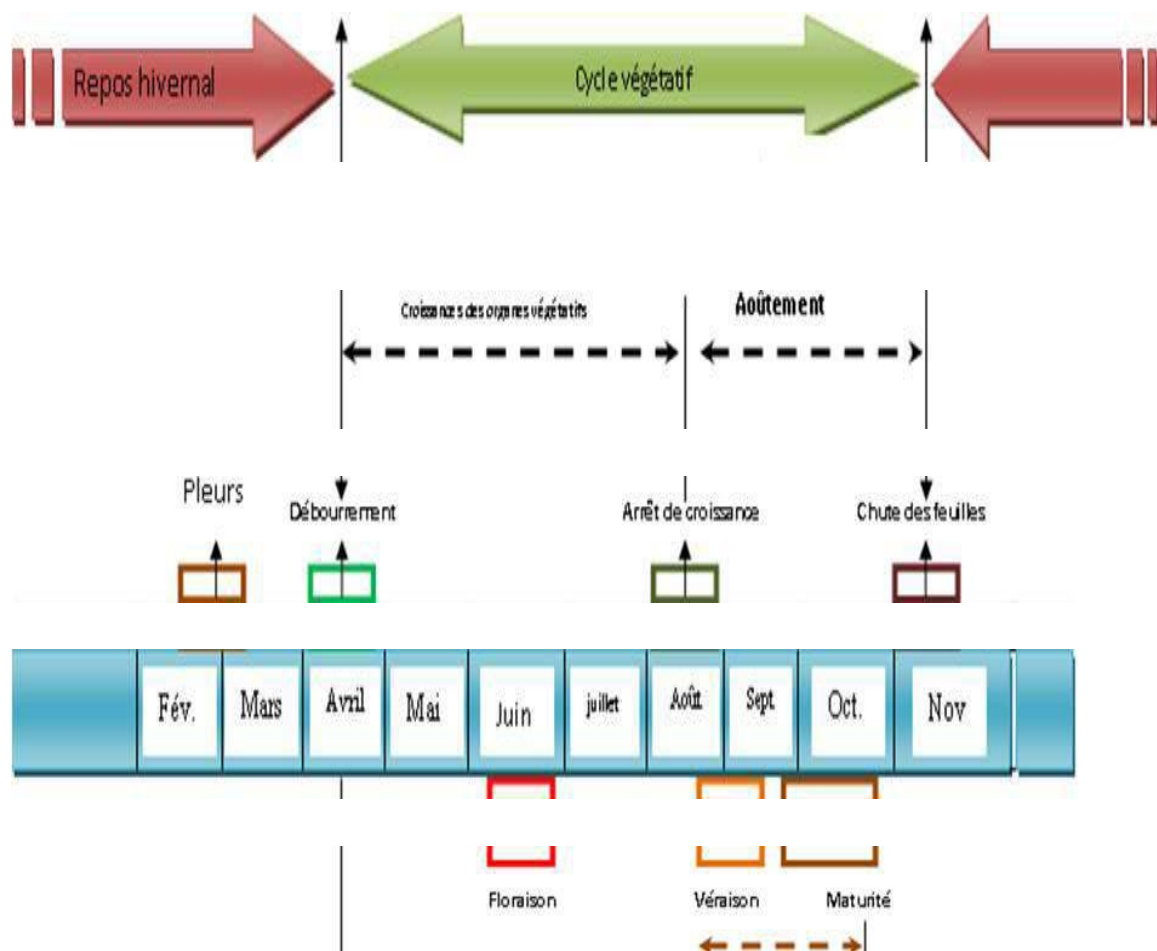 Repos hivernal
Cycle végétatif
Croissances des organes végétatifs
Aoûtement
Pleurs
Débourrement
Arrêt de croissance
Chute des feuilles
Fév.
Mars
Avril
Mai
Juin
juillet
Août
Sept
Oct.
Nov
Floraison
Véraison
Maturité